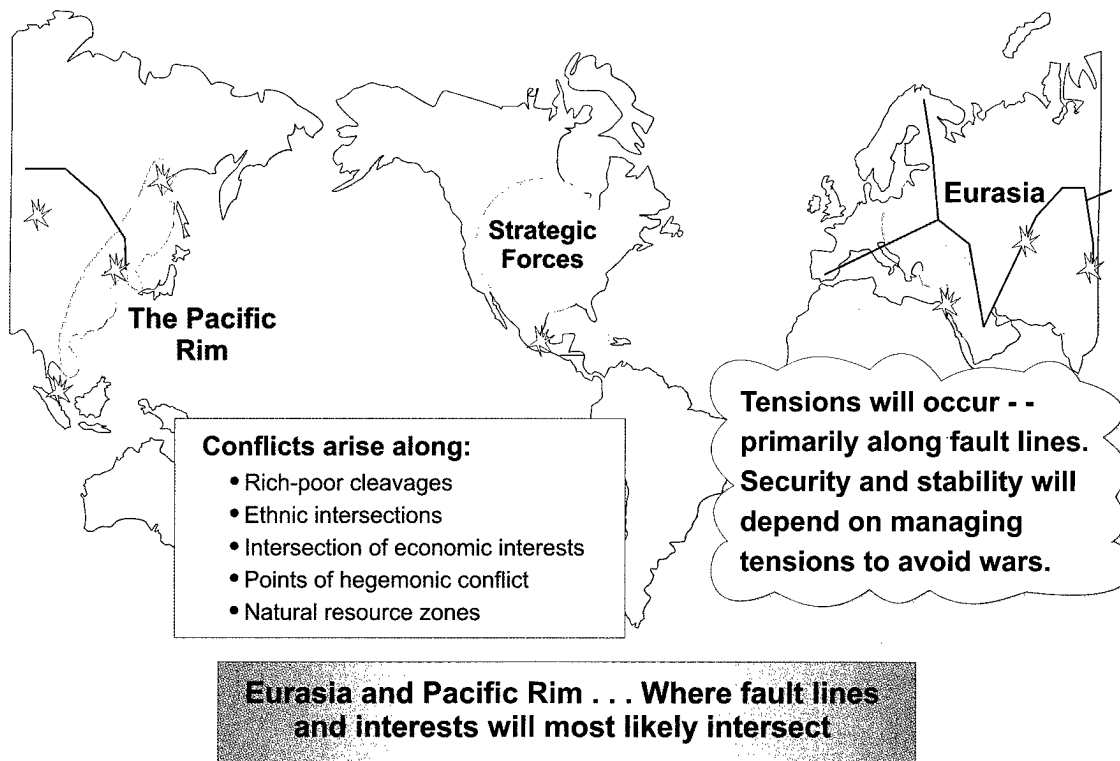 Strategic
Forces
Eurasia
The Pacific
Rim
Conflicts arise along:
• Rich-poor cleavages
• Ethnic intersections
• Intersection of economic interests
• Points of hegemonic conflict
• Natural resource zones
Tensions will occur - -
primarily along fault lines.
Security and stability will
depend on managing
tensions to avoid wars.
Eurasia and Pacific Rim . . . Where fault lines
and interests will most likely intersect